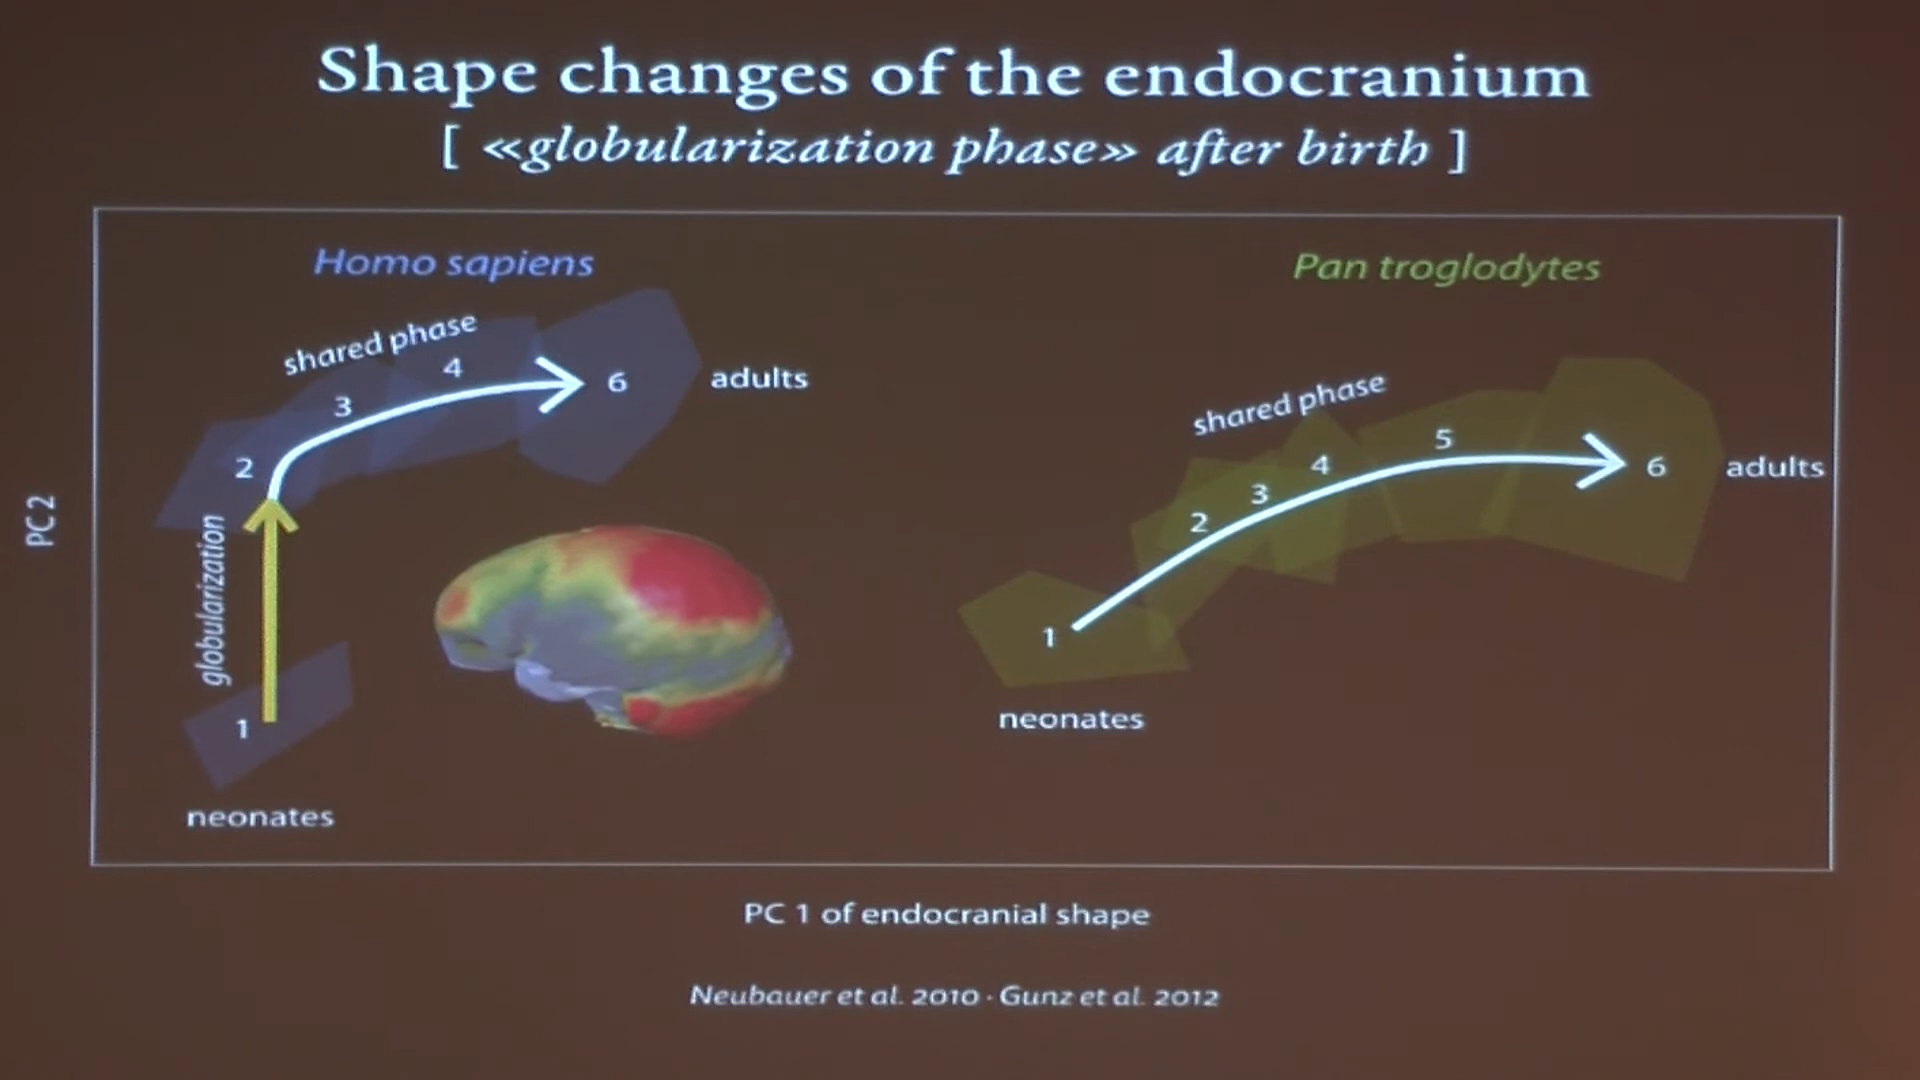 Shape changes of the endocranium
[ «globularization phase» after birth ]
Homo sapiens
shared phase
2
3
4
6
adults
globularization
1
neonates
Pan troglodytes
shared phase
1
2
3
4
5
6
adults
neonates
PC 2
PC 1 of endocranial shape
Neubauer et al. 2010 · Gunz et al. 2012